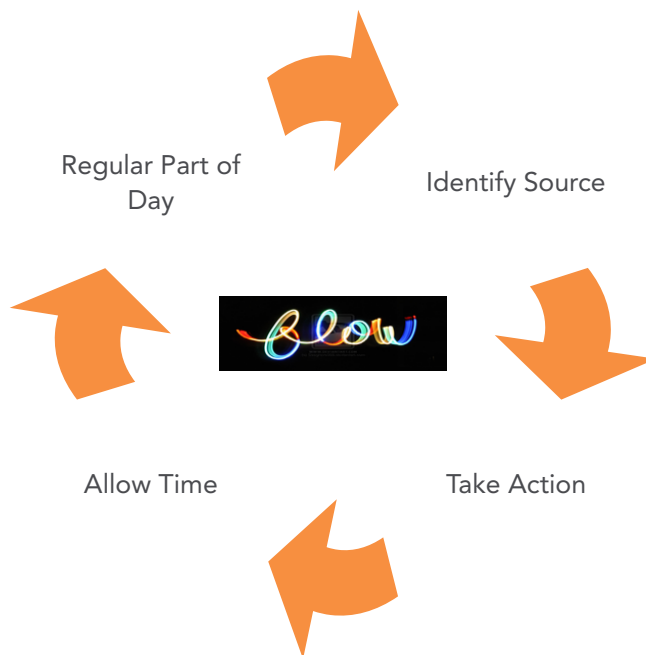 Regular Part of
Day
Identify Source
flow
Allow Time
Take Action